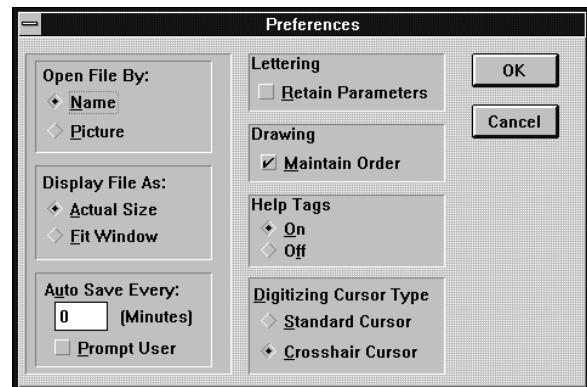 Preferences
Open File By:
Name
Picture
Display File As:
Actual Size
Fit Window
Auto Save Every:
0 (Minutes)
Prompt User
Lettering
Retain Parameters
Drawing
Maintain Order
Help Tags
On
Off
Digitizing Cursor Type
Standard Cursor
Crosshair Cursor
OK
Cancel